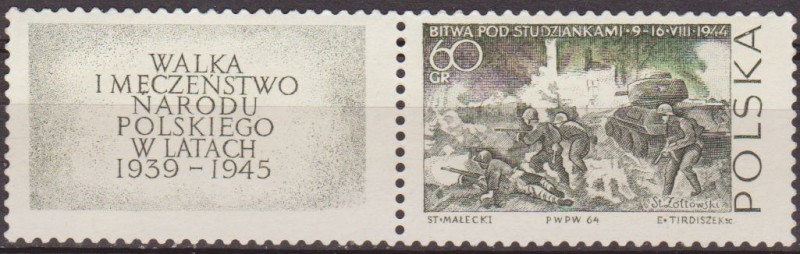 WALKA
I MĘCZEŃSTWO
NARODU
POLSKIEGO
W LATACH
1939 - 1945
BITWA POD STUDZIANKAMI • 9-16 • VIII • 1944
60
GR
POLSKA
St. Żółtowski
ST • MAŁECKI PWPW 64 E • TIRDISZEK sc.